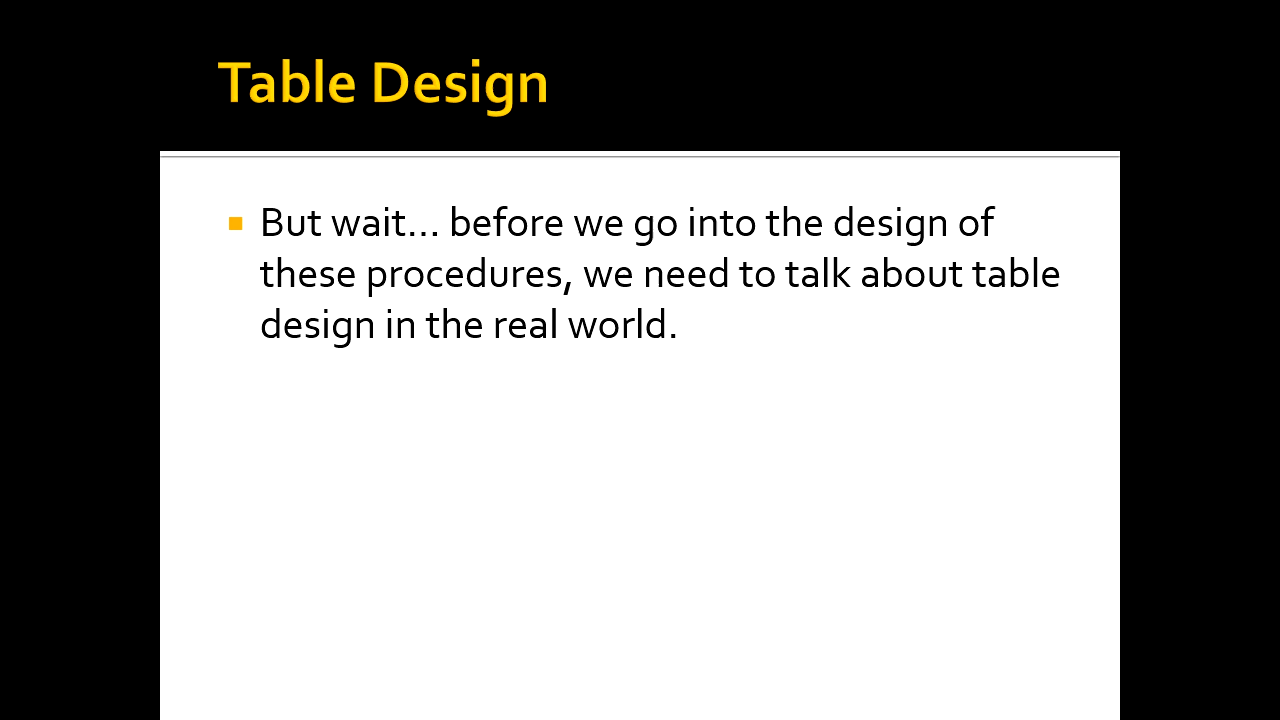 Table Design
But wait... before we go into the design of
these procedures, we need to talk about table
design in the real world.